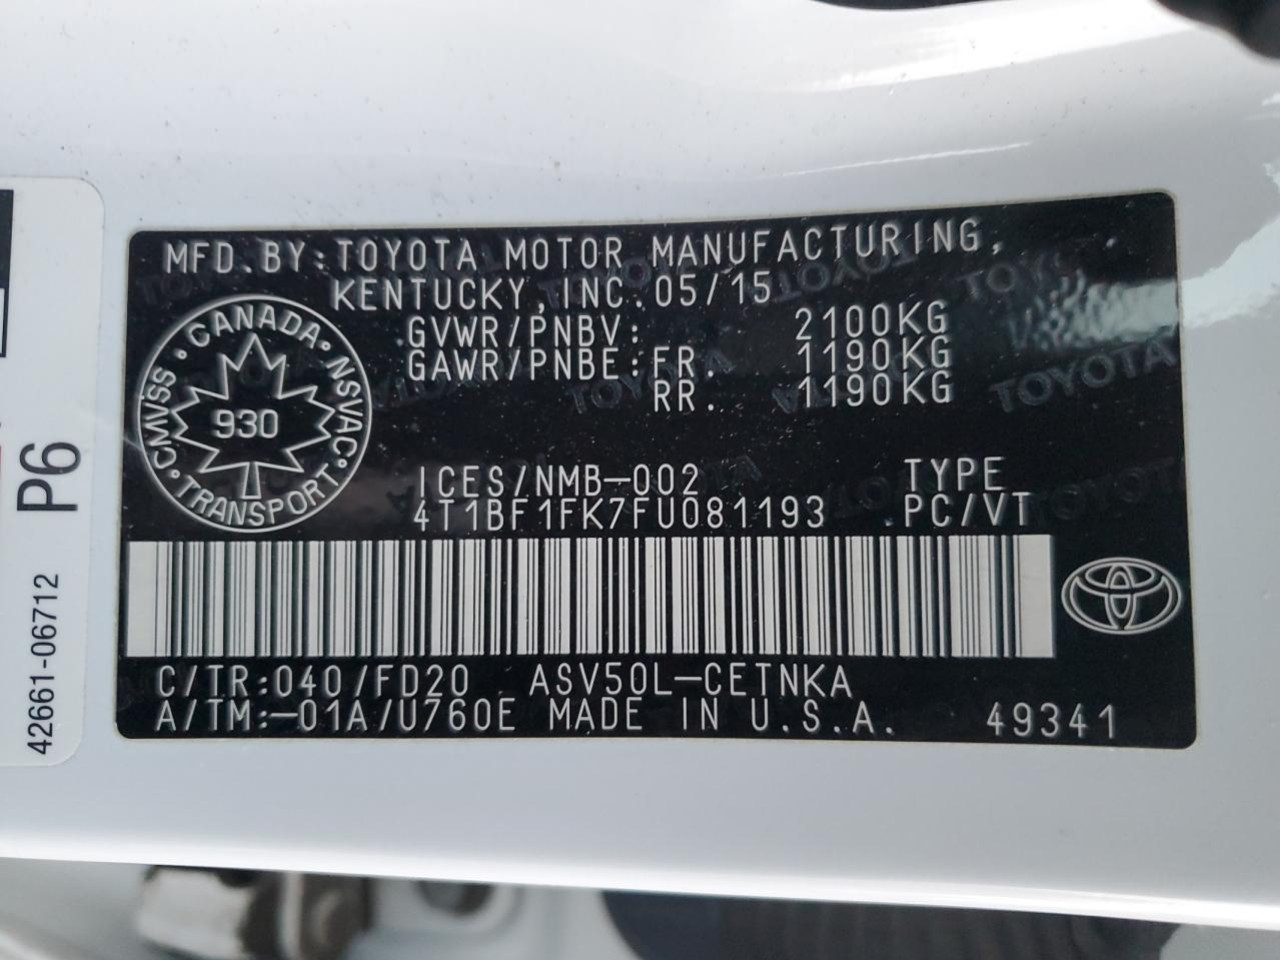 MFD.BY:TOYOTA MOTOR MANUFACTURING,
KENTUCKY,INC.05/15
GVWR/PNBV: 2100KG
GAWR/PNBE:FR. 1190KG
RR. 1190KG
CANADA · NSVAC · TRANSPORT · CMVSS ·
930
ICES/NMB-002 TYPE
4T1BF1FK7FU081193 PC/VT
C/TR:040/FD20 ASV50L-CETNKA
A/TM:-01A/U760E MADE IN U.S.A. 49341
P6
42661-06712
TOYOTA